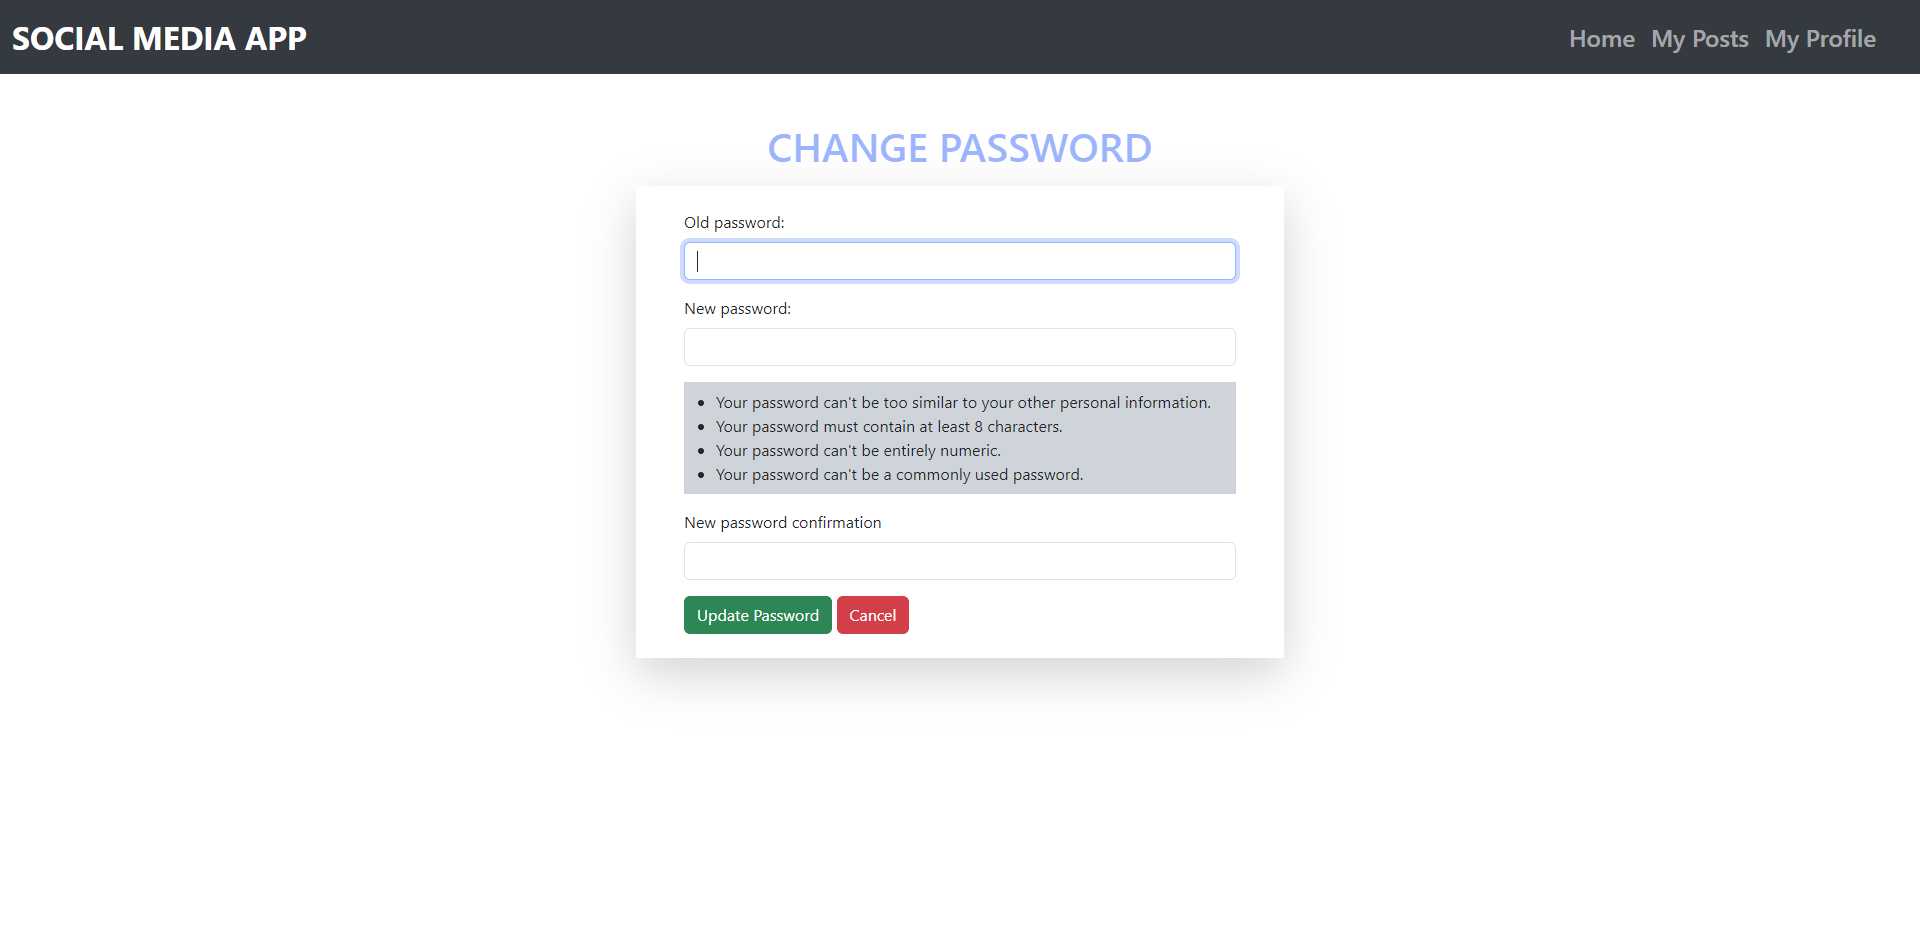 SOCIAL MEDIA APP
Home My Posts My Profile
CHANGE PASSWORD
Old password:
New password:
• Your password can't be too similar to your other personal information.
• Your password must contain at least 8 characters.
• Your password can't be entirely numeric.
• Your password can't be a commonly used password.
New password confirmation
Update Password Cancel